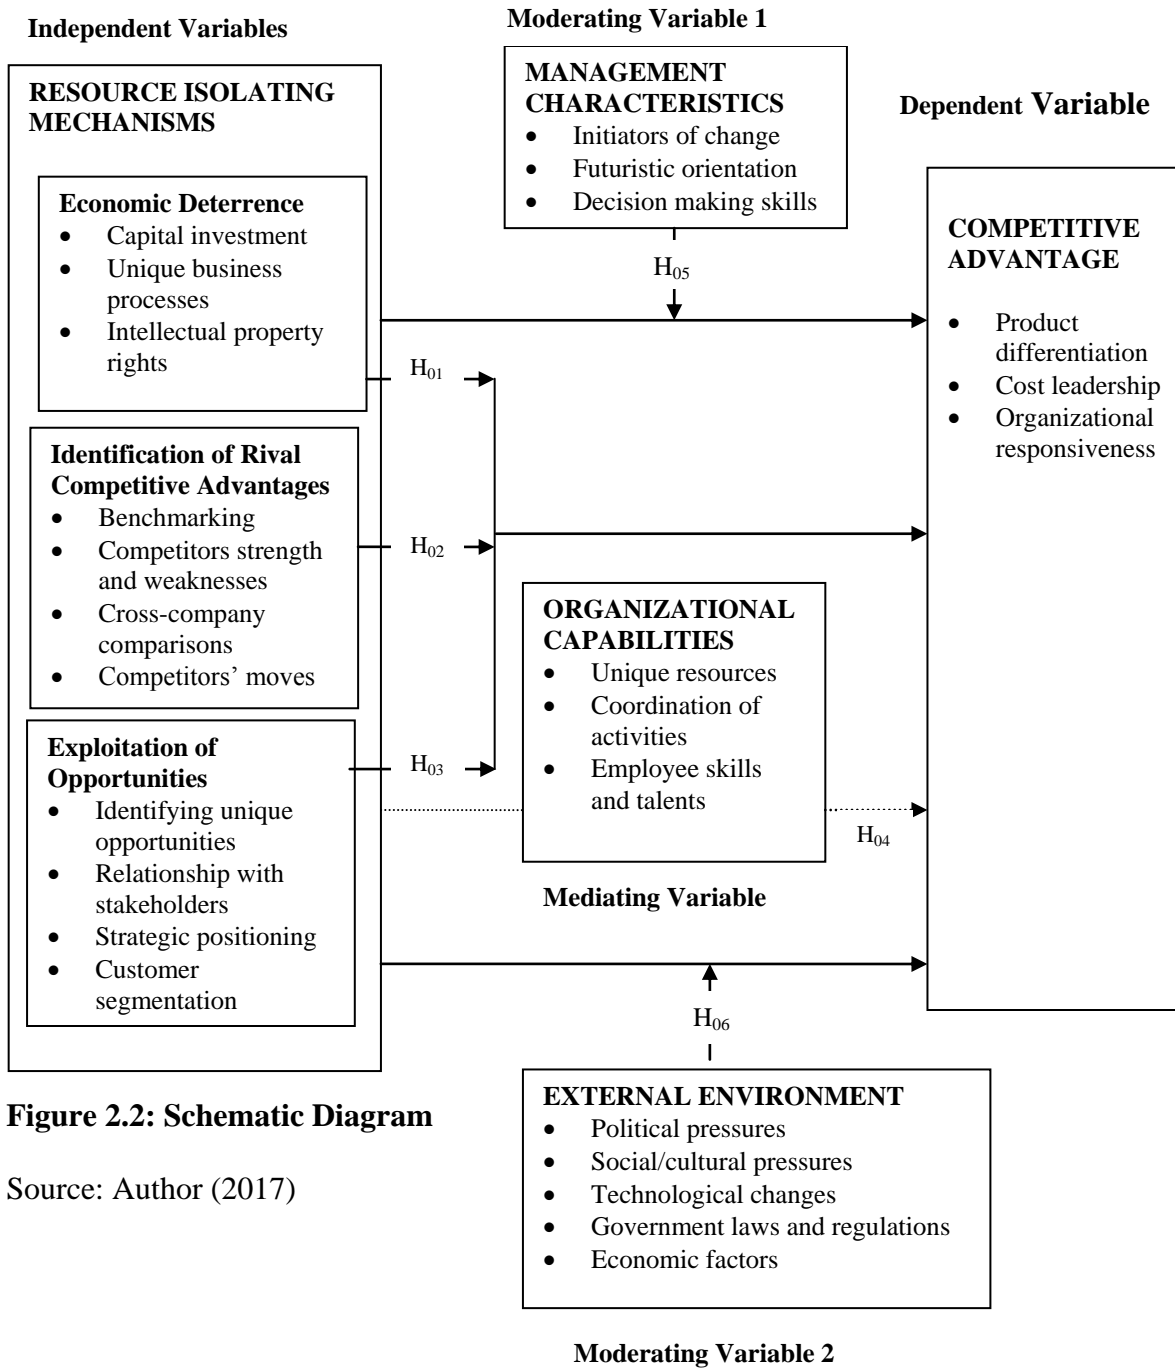 Independent Variables
RESOURCE ISOLATING
MECHANISMS
Economic Deterrence
• Capital investment
• Unique business
processes
• Intellectual property
rights
Identification of Rival
Competitive Advantages
• Benchmarking
• Competitors strength
and weaknesses
• Cross-company
comparisons
• Competitors’ moves
Exploitation of
Opportunities
• Identifying unique
opportunities
• Relationship with
stakeholders
• Strategic positioning
• Customer
segmentation
H01
H02
H03
Moderating Variable 1
MANAGEMENT
CHARACTERISTICS
• Initiators of change
• Futuristic orientation
• Decision making skills
H05
ORGANIZATIONAL
CAPABILITIES
• Unique resources
• Coordination of
activities
• Employee skills
and talents
H04
Mediating Variable
Dependent Variable
COMPETITIVE
ADVANTAGE
• Product
differentiation
• Cost leadership
• Organizational
responsiveness
H06
EXTERNAL ENVIRONMENT
• Political pressures
• Social/cultural pressures
• Technological changes
• Government laws and regulations
• Economic factors
Moderating Variable 2
Figure 2.2: Schematic Diagram
Source: Author (2017)